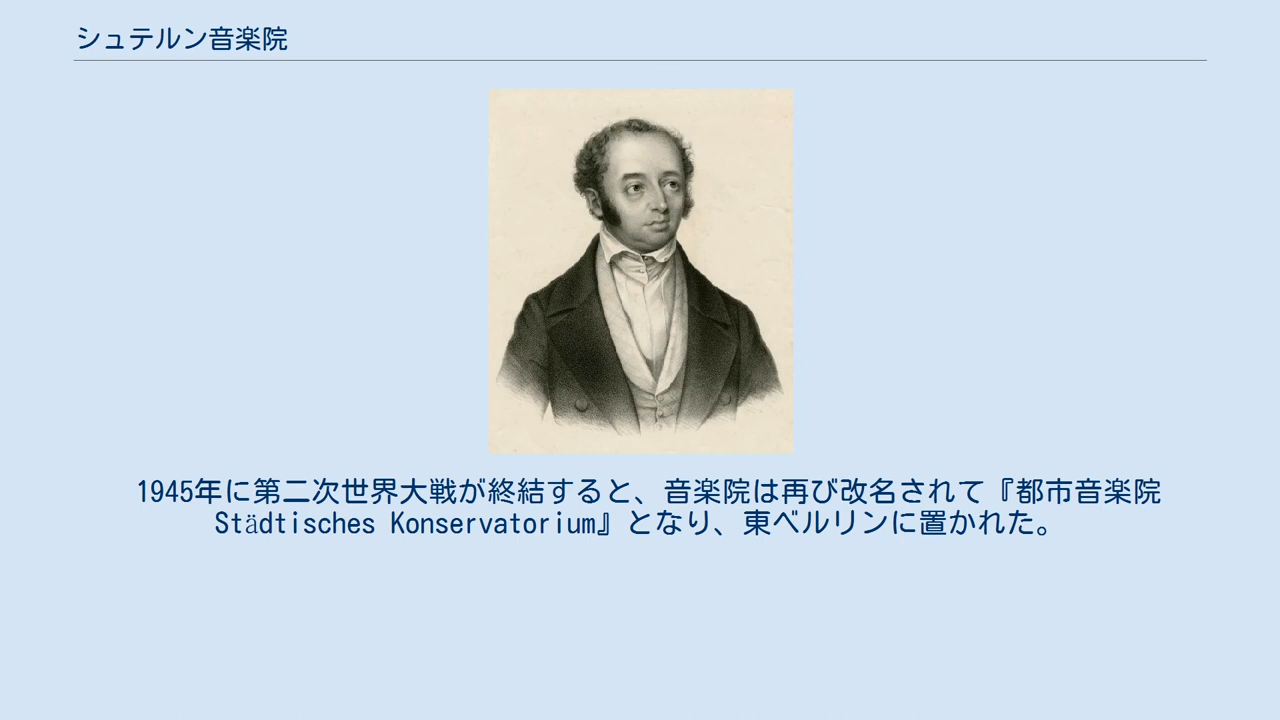 シュテルン音楽院
1945年に第二次世界大戦が終結すると、音楽院は再び改名されて『都市音楽院
Städtisches Konservatorium』となり、東ベルリンに置かれた。